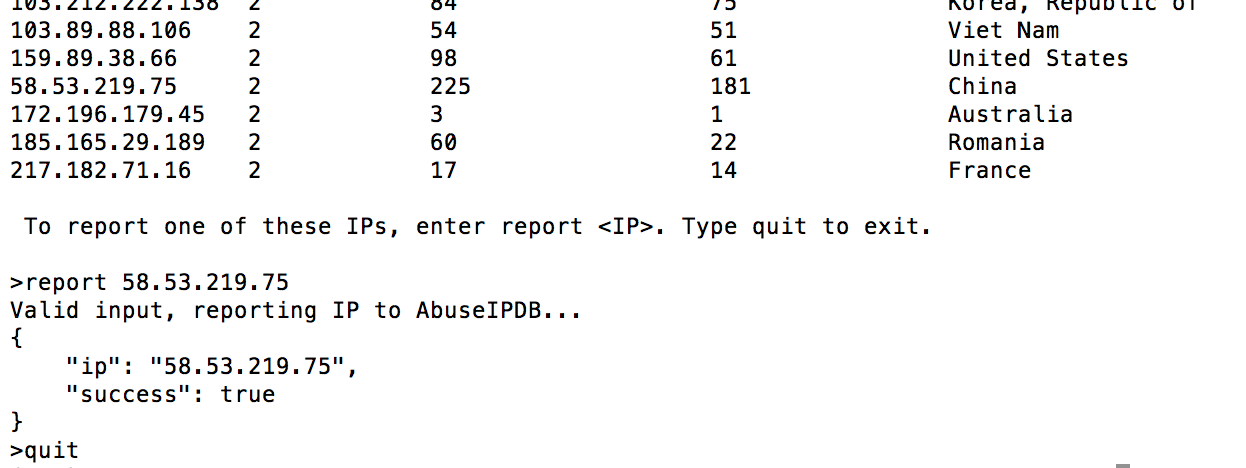 103.212.222.138 2 84 75 Korea, Republic of
103.89.88.106 2 54 51 Viet Nam
159.89.38.66 2 98 61 United States
58.53.219.75 2 225 181 China
172.196.179.45 2 3 1 Australia
185.165.29.189 2 60 22 Romania
217.182.71.16 2 17 14 France
To report one of these IPs, enter report <IP>. Type quit to exit.
>report 58.53.219.75
Valid input, reporting IP to AbuseIPDB...
{
"ip": "58.53.219.75",
"success": true
}
>quit